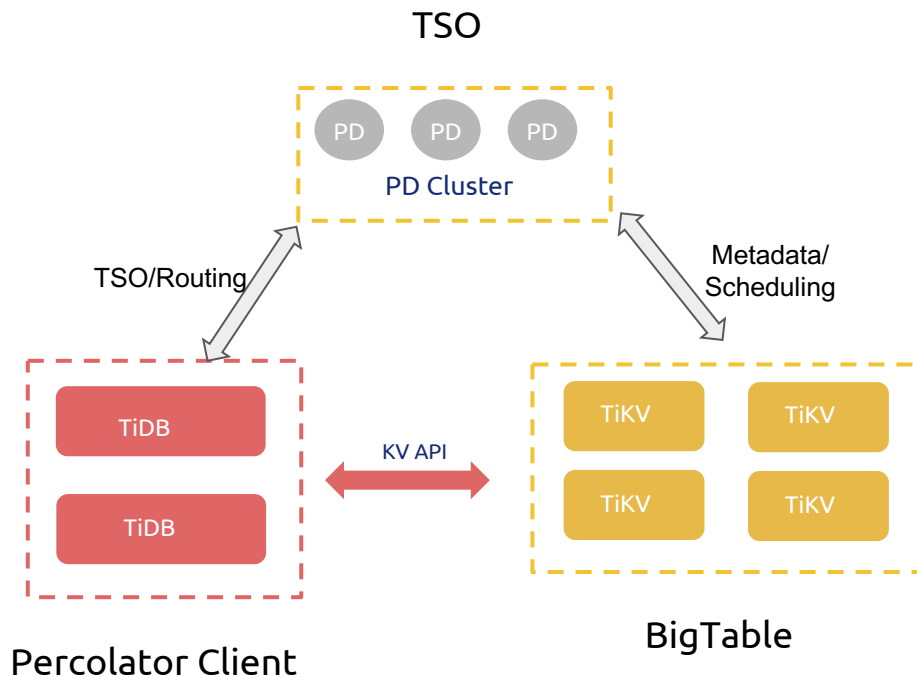 TSO
PD PD PD
PD Cluster
TSO/Routing
Metadata/
Scheduling
TiDB
TiDB
KV API
TiKV TiKV
TiKV TiKV
Percolator Client
BigTable